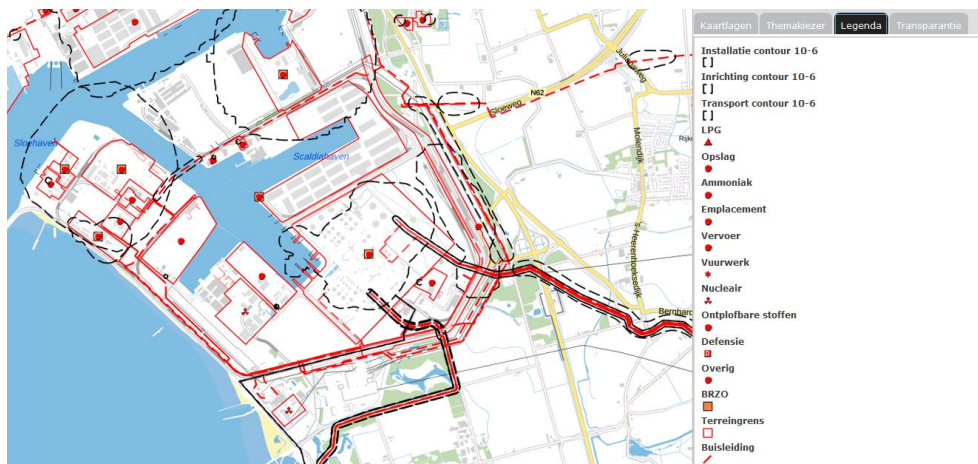 Kaartlagen
Themakiezer
Legenda
Transparantie
Installatie contour 10-6
Inrichting contour 10-6
Transport contour 10-6
LPG
Opslag
Ammoniak
Emplacement
Vervoer
Vuurwerk
Nucleair
Ontplofbare stoffen
Defensie
Overig
BRZO
Terreingrens
Buisleiding
N62
Sloeweg
Molendijk
Sloehaven
Scaldiahaven
's-Heerenhoeksedijk
Bernhard